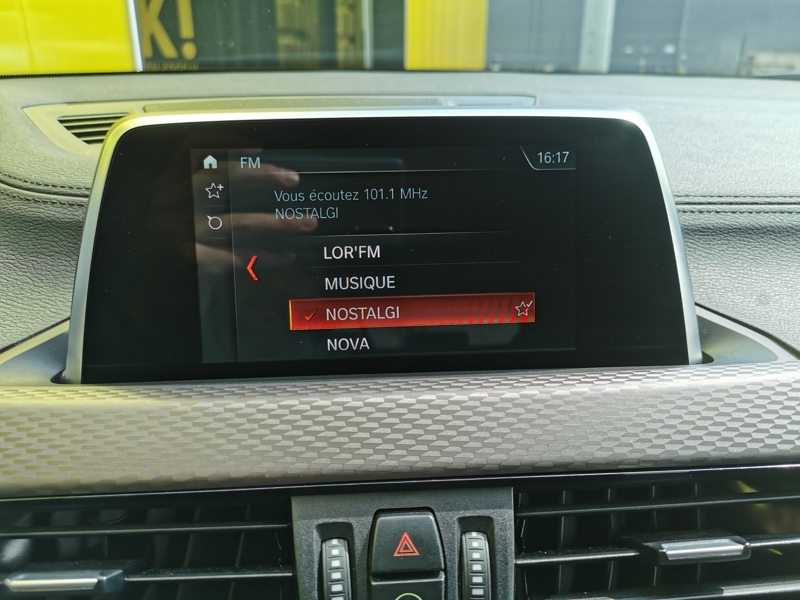 K!
FM
16:17
Vous écoutez 101.1 MHz
NOSTALGI
LOR'FM
MUSIQUE
NOSTALGI
NOVA